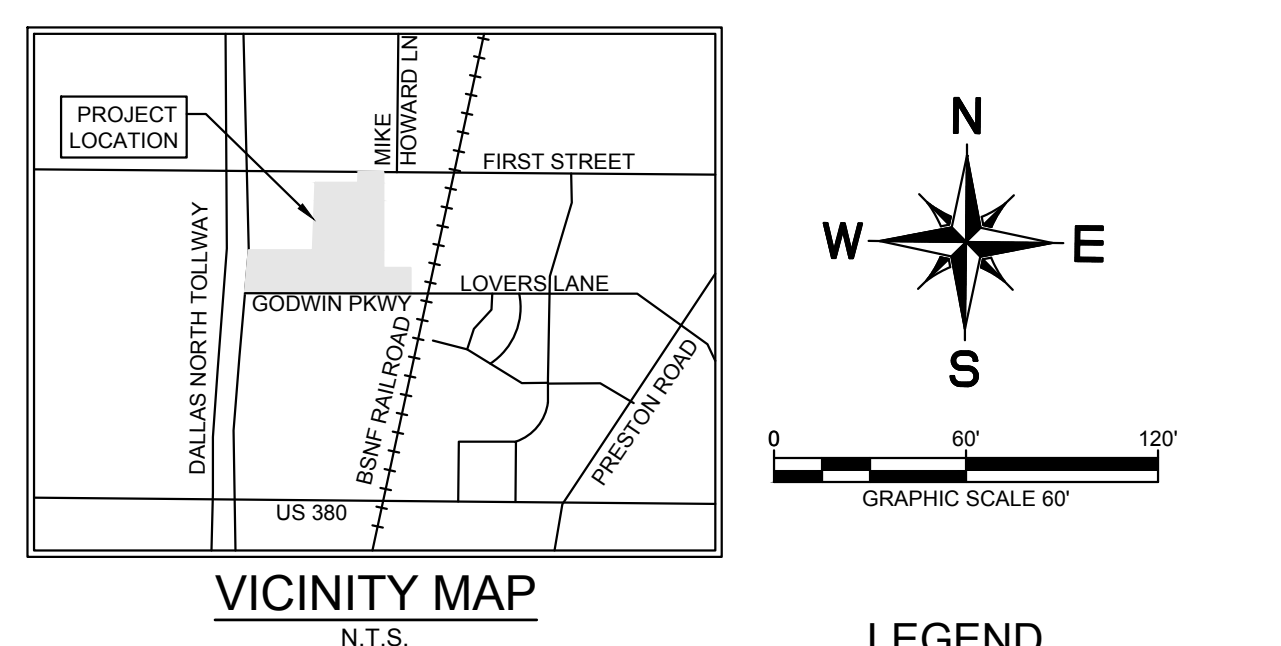 PROJECT
LOCATION
MIKE
HOWARD LN
FIRST STREET
DALLAS NORTH TOLLWAY
LOVERS LANE
GODWIN PKWY
BSNF RAILROAD
PRESTON ROAD
US 380
VICINITY MAP
N.T.S.
N
W
E
S
0
60'
120'
GRAPHIC SCALE 60'
LEGEND